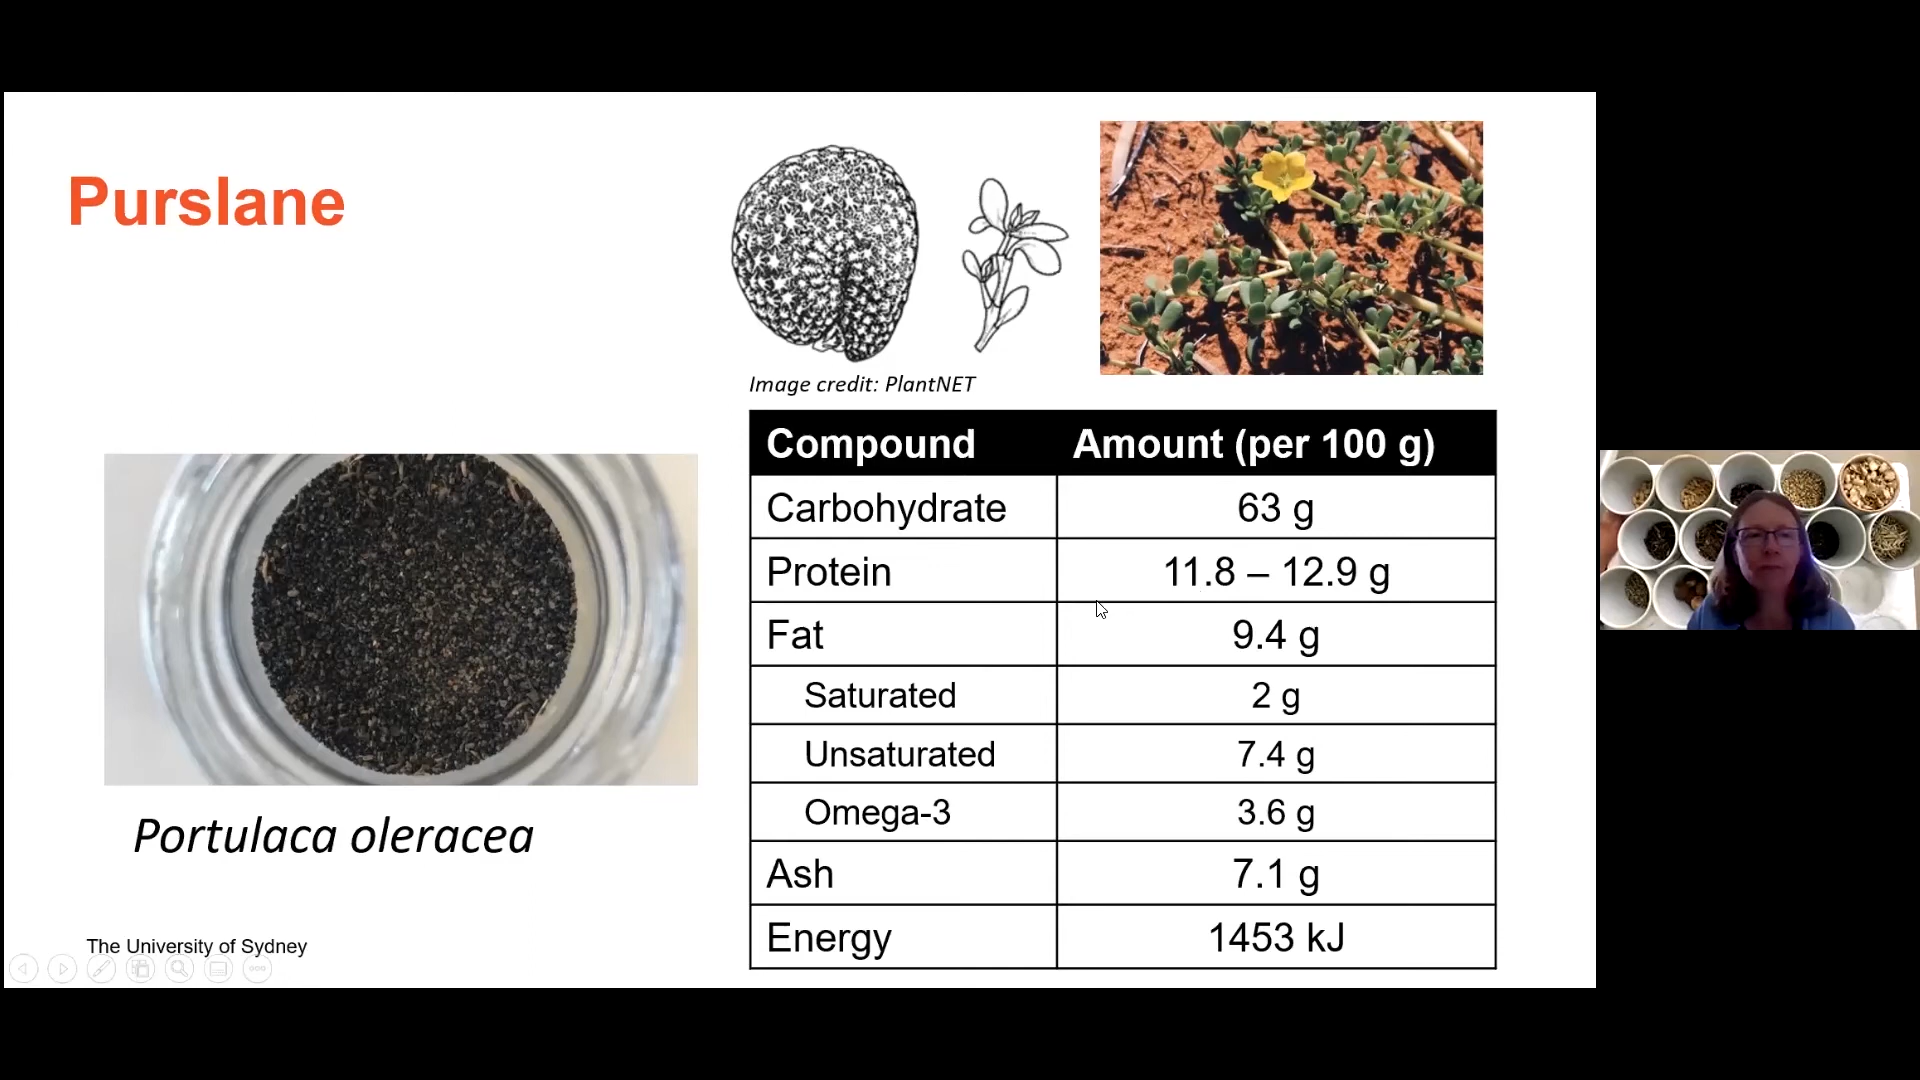 Purslane
Image credit: PlantNET
Compound Amount (per 100 g)
Carbohydrate 63 g
Protein 11.8 – 12.9 g
Fat 9.4 g
Saturated 2 g
Unsaturated 7.4 g
Omega-3 3.6 g
Ash 7.1 g
Energy 1453 kJ
Portulaca oleracea
The University of Sydney